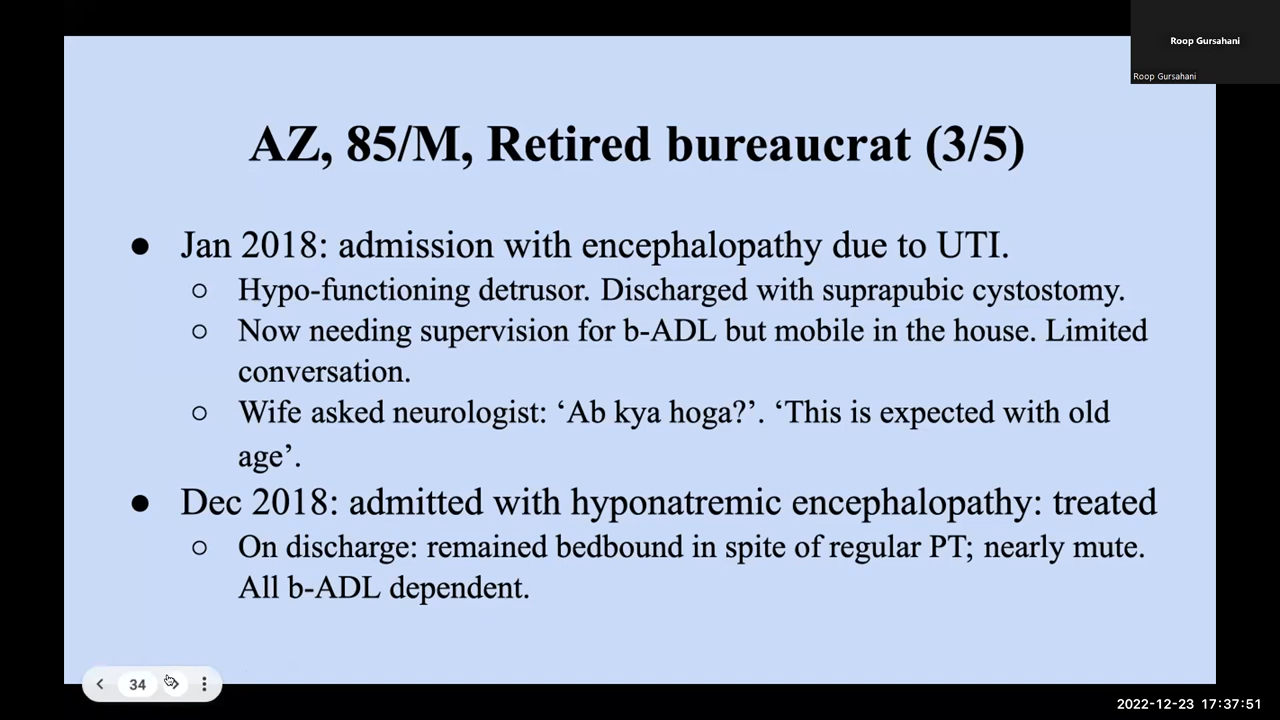 Roop Gursahani
Roop Gursahani
AZ, 85/M, Retired bureaucrat (3/5)
● Jan 2018: admission with encephalopathy due to UTI.
○ Hypo-functioning detrusor. Discharged with suprapubic cystostomy.
○ Now needing supervision for b-ADL but mobile in the house. Limited
conversation.
○ Wife asked neurologist: ‘Ab kya hoga?’. ‘This is expected with old
age’.
● Dec 2018: admitted with hyponatremic encephalopathy: treated
○ On discharge: remained bedbound in spite of regular PT; nearly mute.
All b-ADL dependent.
34
2022-12-23 17:37:51